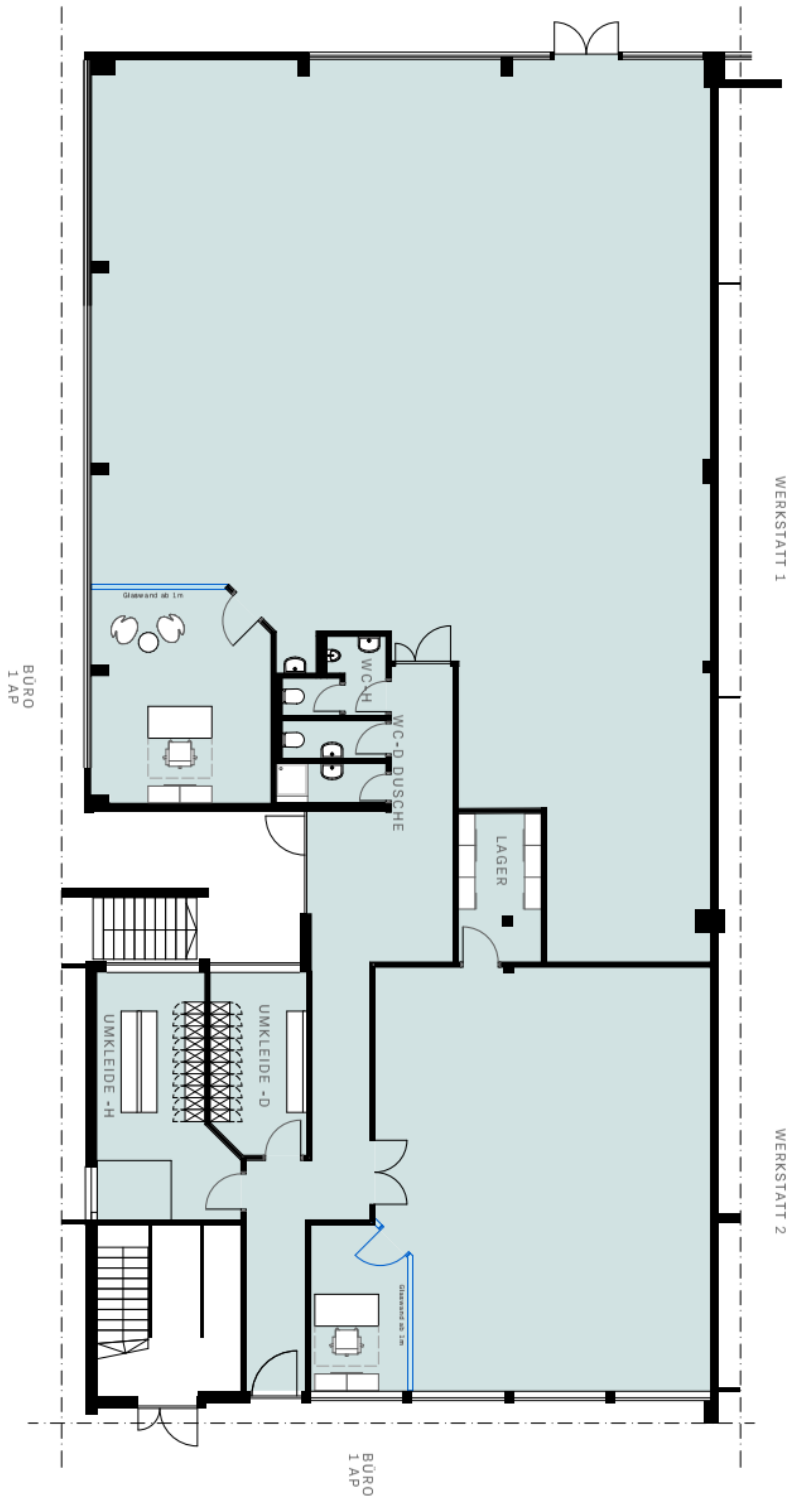 WERKSTATT 1
Glaswand ab 1m
BÜRO
1 AP
WC-H
WC-D
DUSCHE
LAGER
UMKLEIDE -H
UMKLEIDE -D
WERKSTATT 2
Glaswand ab 1m
BÜRO
1 AP